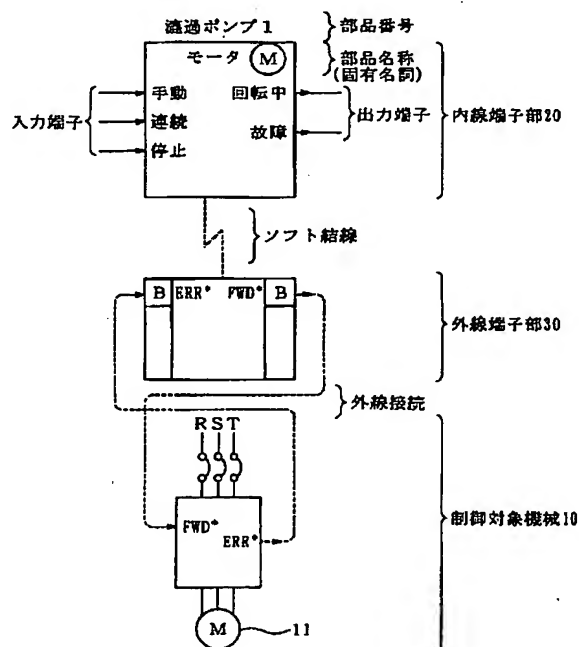 濾過ポンプ1
部品番号
モータ
M
部品名称
(固有名詞)
入力端子
手動
連続
停止
回転中
故障
出力端子
内線端子部20
ソフト結線
B
ERR*
FWD*
B
外線端子部30
外線接続
R S T
FWD*
ERR*
制御対象機械10
M
11